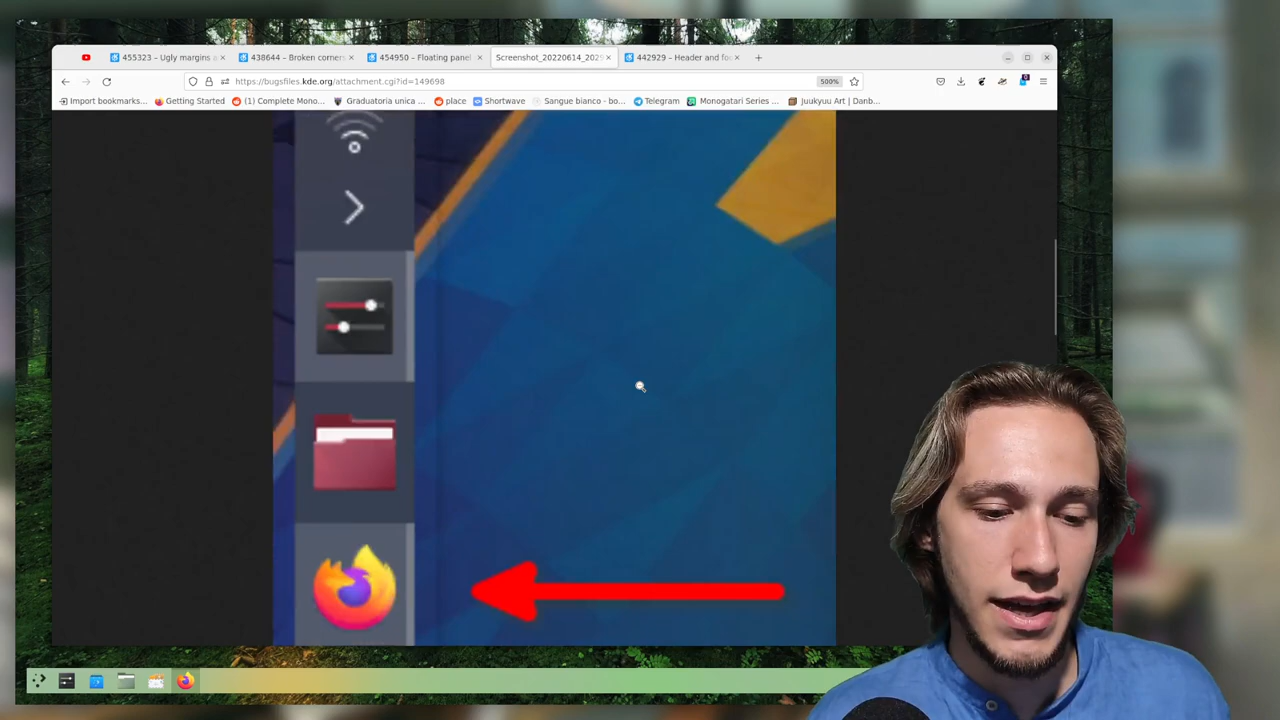 455323 – Ugly margins a
438644 – Broken corners
454950 – Floating panel
Screenshot_20220614_202
442929 – Header and fo
https://bugsfiles.kde.org/attachment.cgi?id=149698
500%
Import bookmarks...
Getting Started
(1) Complete Mono...
Graduatoria unica ...
place
Shortwave
Sangue bianco - bo...
Telegram
Monogatari Series ...
Juukyuu Art | Danb...